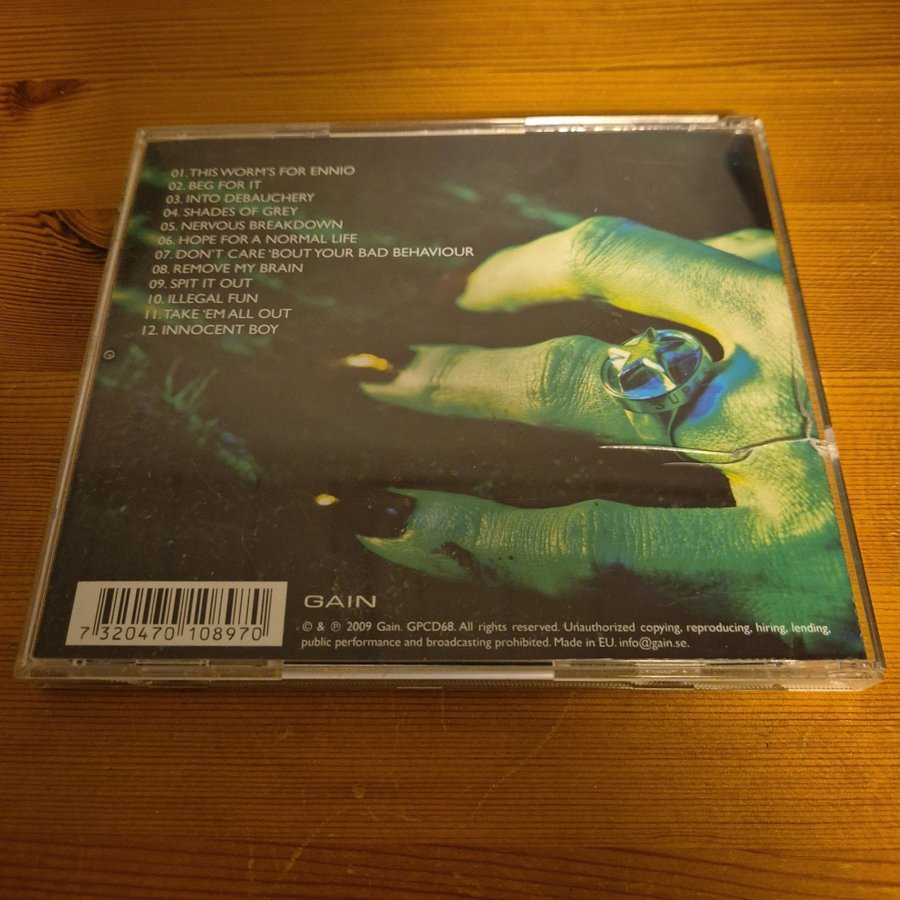 01. THIS WORM'S FOR ENNIO
02. BEG FOR IT
03. INTO DEBAUCHERY
04. SHADES OF GREY
05. NERVOUS BREAKDOWN
06. HOPE FOR A NORMAL LIFE
07. DON'T CARE 'BOUT YOUR BAD BEHAVIOUR
08. REMOVE MY BRAIN
09. SPIT IT OUT
10. ILLEGAL FUN
11. TAKE 'EM ALL OUT
12. INNOCENT BOY
SUP
GAIN
7 320470 108970
© & ℗ 2009 Gain. GPCD68. All rights reserved. Unauthorized copying, reproducing, hiring, lending,
public performance and broadcasting prohibited. Made in EU. info@gain.se.